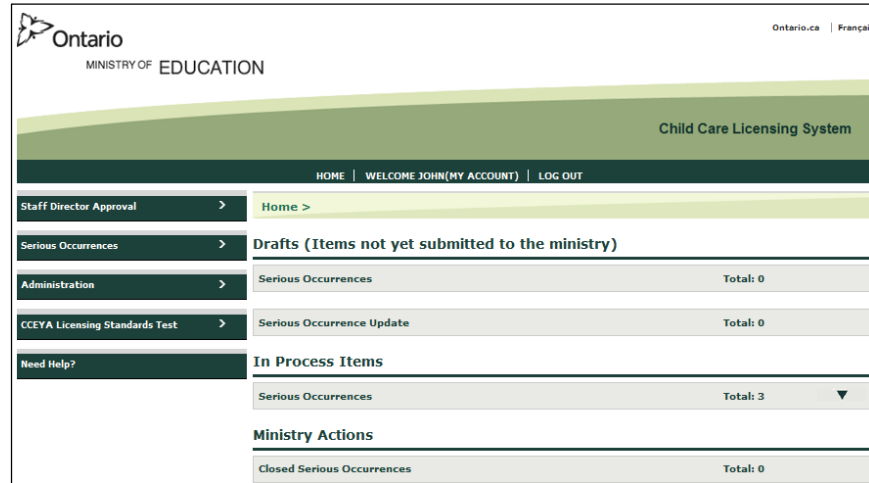 Ontario
MINISTRY OF EDUCATION
Ontario.ca | Françai
Child Care Licensing System
HOME | WELCOME JOHN(MY ACCOUNT) | LOG OUT
Staff Director Approval >
Serious Occurrences >
Administration >
CCEYA Licensing Standards Test >
Need Help?
Home >
Drafts (Items not yet submitted to the ministry)
Serious Occurrences Total: 0
Serious Occurrence Update Total: 0
In Process Items
Serious Occurrences Total: 3 ▼
Ministry Actions
Closed Serious Occurrences Total: 0